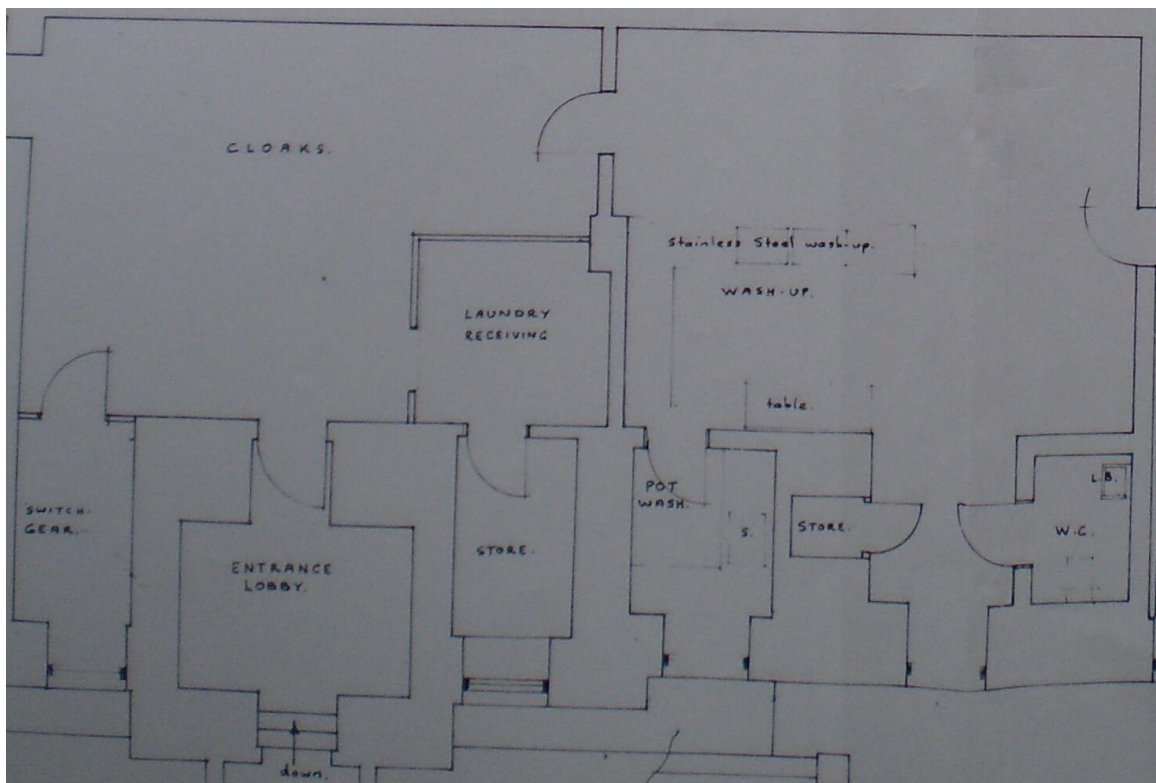 CLOAKS.
Stainless Steel wash-up.
WASH-UP.
LAUNDRY
RECEIVING
table.
SWITCH-
GEAR.
ENTRANCE
LOBBY.
STORE.
POT
WASH.
S.
STORE.
L.B.
W.C.
down.